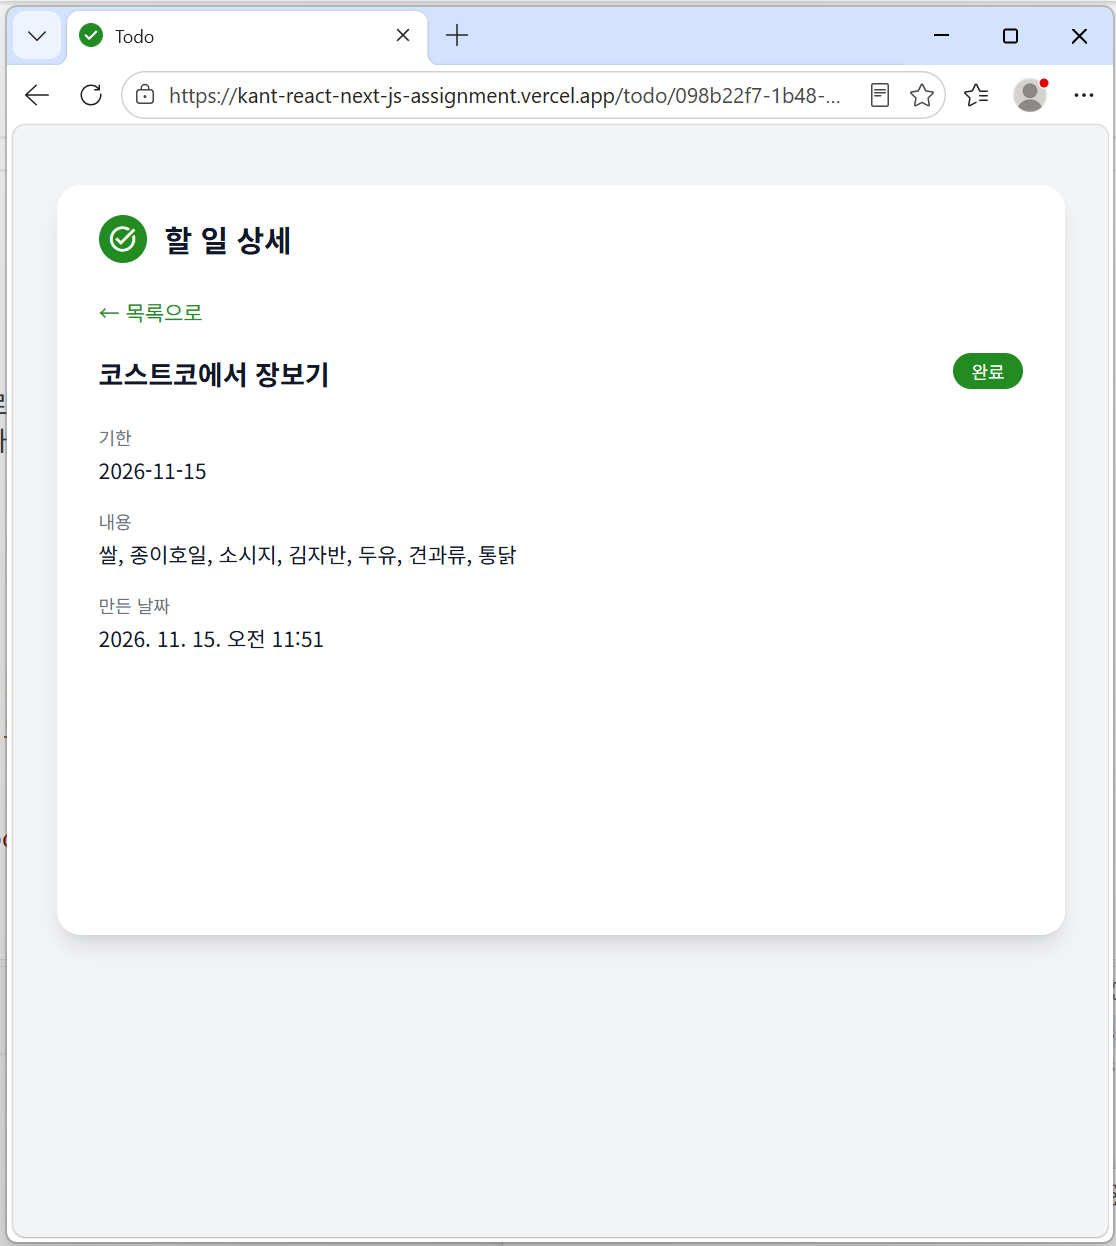 Todo
https://kant-react-next-js-assignment.vercel.app/todo/098b22f7-1b48-...
할 일 상세
← 목록으로
코스트코에서 장보기
완료
기한
2026-11-15
내용
쌀, 종이호일, 소시지, 김자반, 두유, 견과류, 통닭
만든 날짜
2026. 11. 15. 오전 11:51